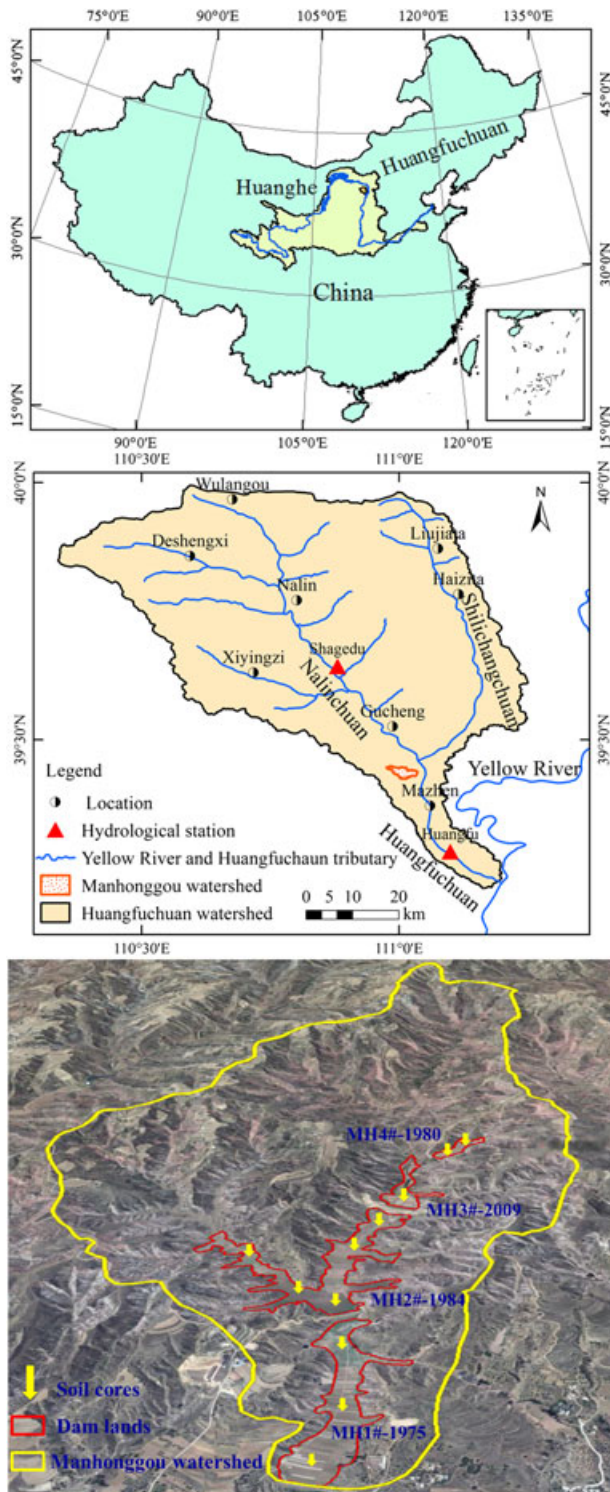 75°0'E 90°0'E 105°0'E 120°0'E 135°0'E
45°0'N
45°0'N
Huangfuchuan
Huanghe
30°0'N
30°0'N
China
15°0'N
15°0'N
90°0'E 105°0'E 120°0'E
110°30'E 111°0'E
40°0'N
40°0'N
Wulangou
N
Liujiata
Deshengxi
Haizita
Nalin
Shilichangchuan
Shagedu
Xiyingzi
Nalinchuan
Gucheng
39°30'N
39°30'N
Yellow River
Legend
Mazhen
Location
Hydrological station
Huangfu
Huangfuchuan
Yellow River and Huangfuchaun tributary
Manhonggou watershed
0 5 10 20
km
Huangfuchuan watershed
110°30'E 111°0'E
MH4#-1980
MH3#-2009
MH2#-1984
Soil cores
Dam lands
MH1#-1975
Manhonggou watershed